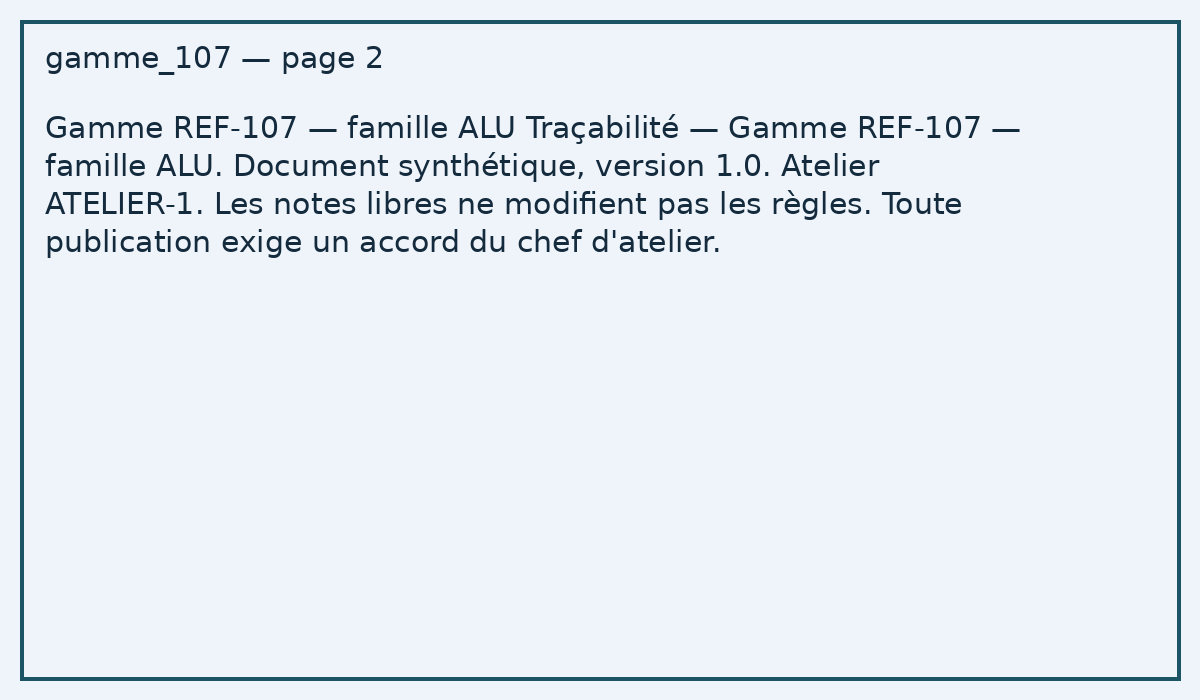 gamme_107 — page 2
Gamme REF-107 — famille ALU Traçabilité — Gamme REF-107 —
famille ALU. Document synthétique, version 1.0. Atelier
ATELIER-1. Les notes libres ne modifient pas les règles. Toute
publication exige un accord du chef d'atelier.